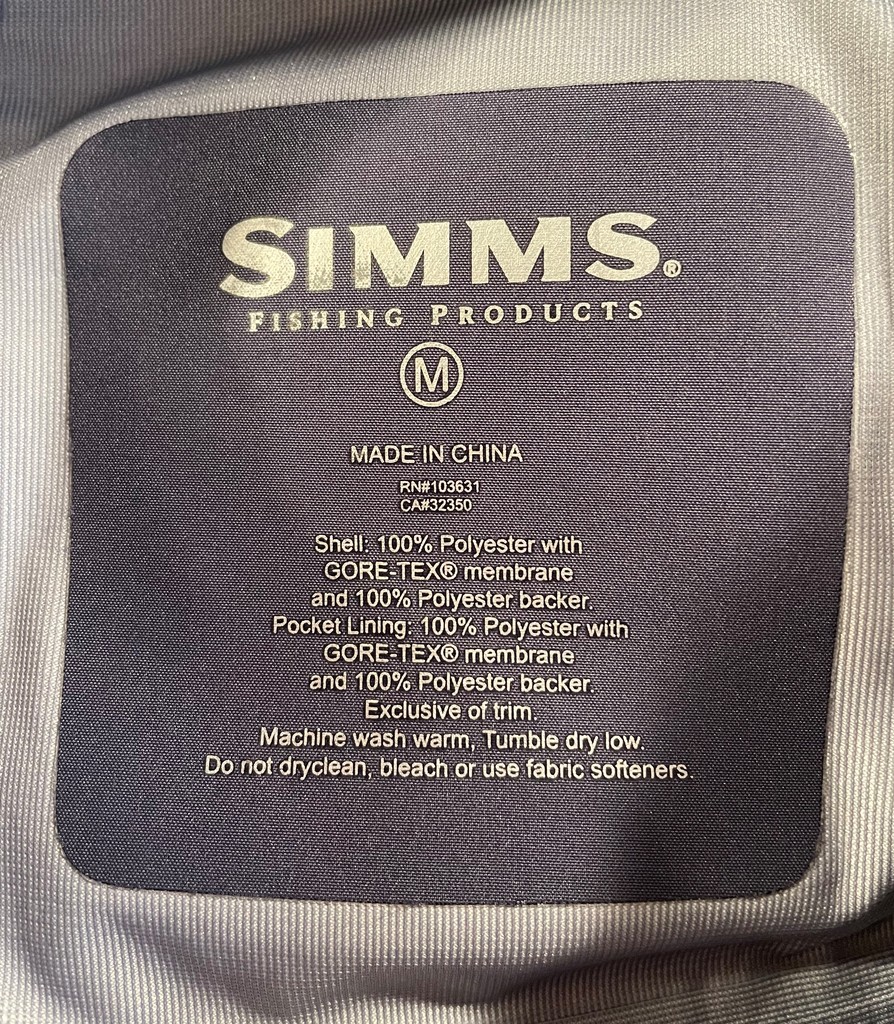 SIMMS®
FISHING PRODUCTS
M
MADE IN CHINA
RN#103631
CA#32350
Shell: 100% Polyester with
GORE-TEX® membrane
and 100% Polyester backer.
Pocket Lining: 100% Polyester with
GORE-TEX® membrane
and 100% Polyester backer.
Exclusive of trim.
Machine wash warm, Tumble dry low.
Do not dryclean, bleach or use fabric softeners.